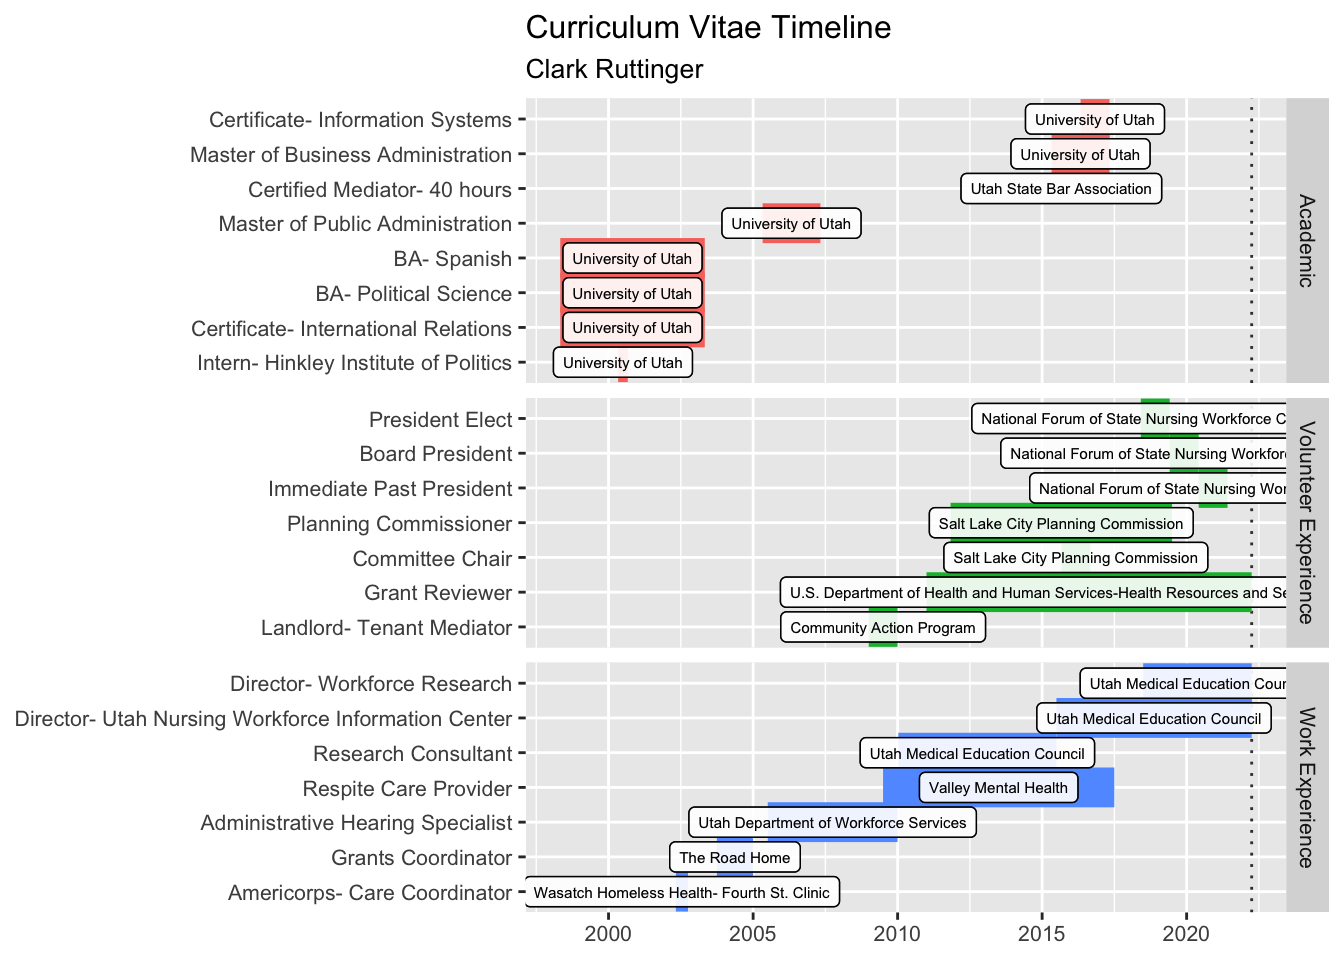 Curriculum Vitae Timeline
Clark Ruttinger
Certificate- Information Systems University of Utah
Master of Business Administration University of Utah
Certified Mediator- 40 hours Utah State Bar Association
Master of Public Administration University of Utah
BA- Spanish University of Utah
BA- Political Science University of Utah
Certificate- International Relations University of Utah
Intern- Hinkley Institute of Politics University of Utah
Academic
President Elect National Forum of State Nursing Workforce C
Board President National Forum of State Nursing Workfor
Immediate Past President National Forum of State Nursing Wor
Planning Commissioner Salt Lake City Planning Commission
Committee Chair Salt Lake City Planning Commission
Grant Reviewer U.S. Department of Health and Human Services-Health Resources and Se
Landlord- Tenant Mediator Community Action Program
Volunteer Experience
Director- Workforce Research Utah Medical Education Coun
Director- Utah Nursing Workforce Information Center Utah Medical Education Council
Research Consultant Utah Medical Education Council
Respite Care Provider Valley Mental Health
Administrative Hearing Specialist Utah Department of Workforce Services
Grants Coordinator The Road Home
Americorps- Care Coordinator Wasatch Homeless Health- Fourth St. Clinic
Work Experience
2000 2005 2010 2015 2020